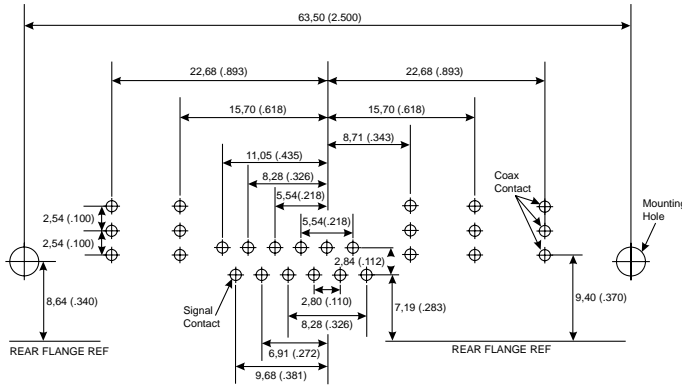 63,50 (2.500)
22,68 (.893)
22,68 (.893)
15,70 (.618)
15,70 (.618)
8,71 (.343)
11,05 (.435)
8,28 (.326)
Coax
Contact
5,54(.218)
Mounting
Hole
2,54 (.100)
5,54(.218)
2,54 (.100)
2,84 (.112)
8,64 (.340)
Signal
Contact
2,80 (.110)
7,19 (.283)
9,40 (.370)
8,28 (.326)
REAR FLANGE REF
REAR FLANGE REF
6,91 (.272)
9,68 (.381)